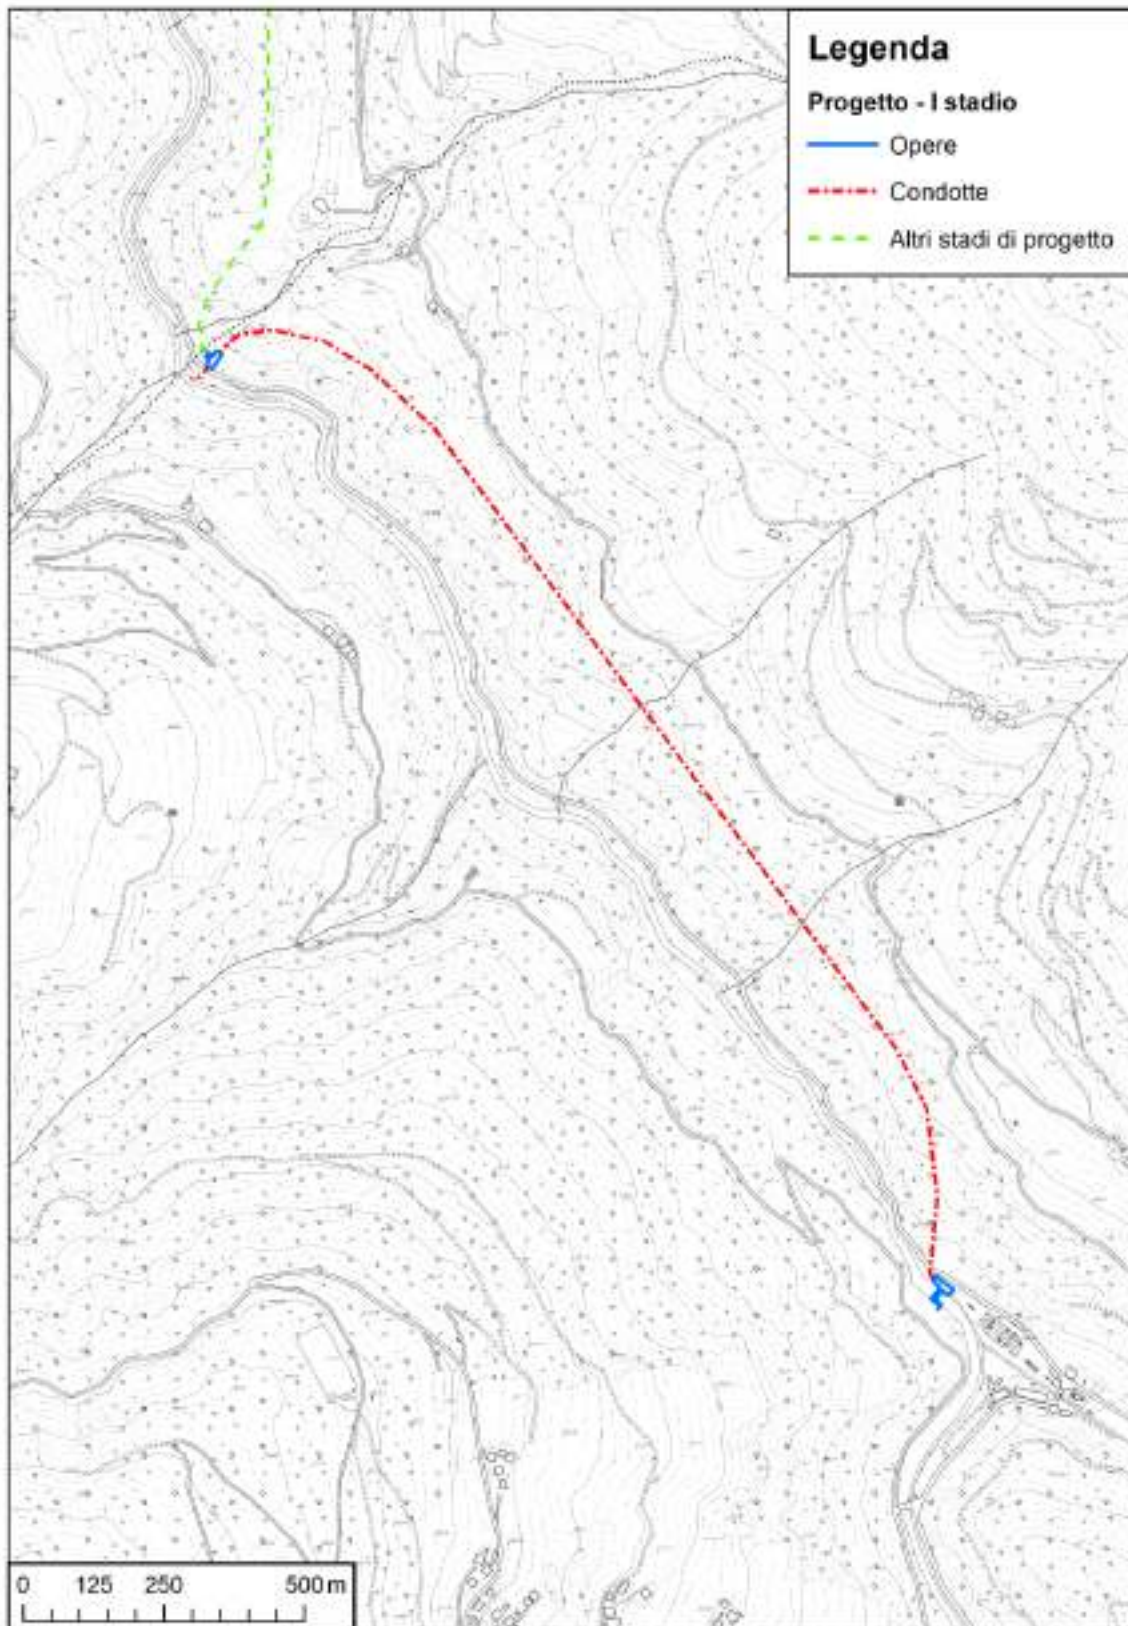 Legenda
Progetto - I stadio
Opere
Condotte
Altri stadi di progetto
0 125 250 500 m